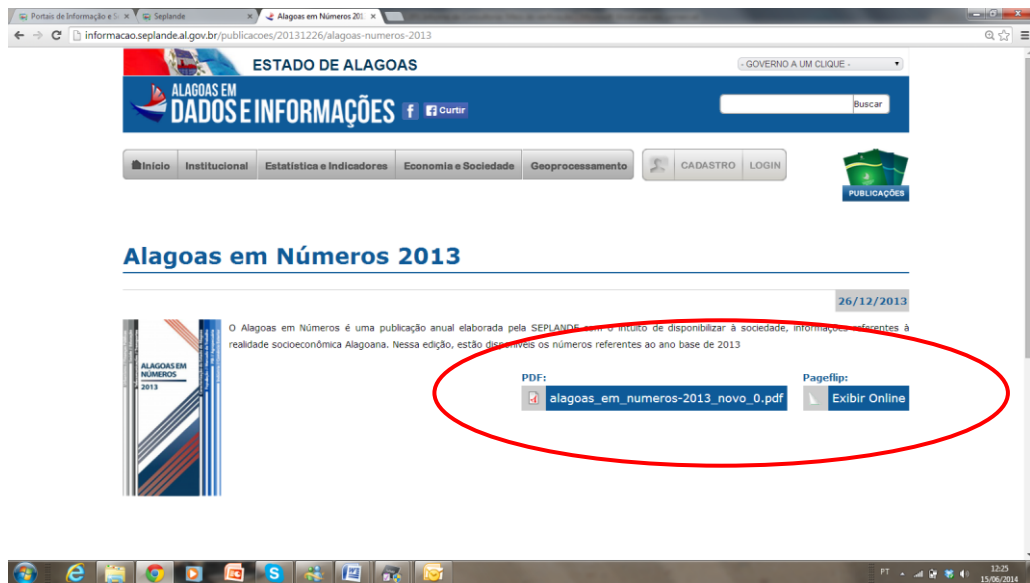 Portais de Informação e S
Seplande
Alagoas em Números 201
informacao.seplande.al.gov.br/publicacoes/20131226/alagoas-numeros-2013
ESTADO DE ALAGOAS
- GOVERNO A UM CLIQUE -
ALAGOAS EM
DADOS E INFORMAÇÕES
f
f Curtir
Buscar
Início Institucional Estatística e Indicadores Economia e Sociedade Geoprocessamento
CADASTRO LOGIN
PUBLICAÇÕES
Alagoas em Números 2013
26/12/2013
O Alagoas em Números é uma publicação anual elaborada pela SEPLANDE com o intuito de disponibilizar à sociedade, informações referentes à
realidade socioeconômica Alagoana. Nessa edição, estão disponíveis os números referentes ao ano base de 2013
ALAGOAS EM
NÚMEROS
2013
PDF:
alagoas_em_numeros-2013_novo_0.pdf
Pageflip:
Exibir Online
PT
12:25
15/06/2014